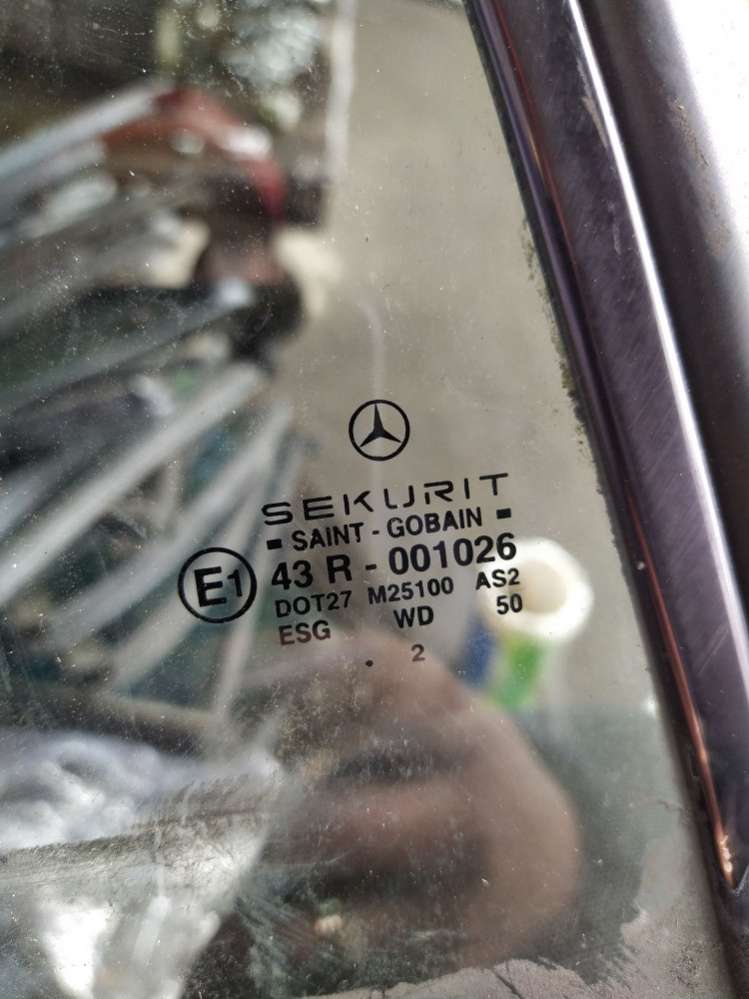 SEKURIT
SAINT - GOBAIN
E1 43 R - 001026
DOT27 M25100 AS2
ESG WD 50
. 2